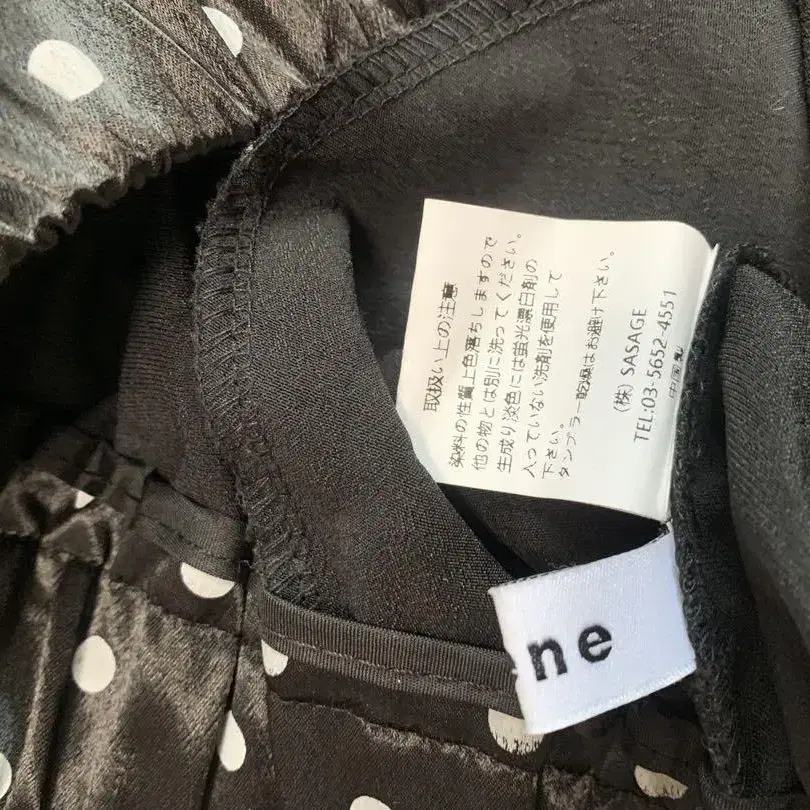 取扱い上の注意
染料の性質上色落ちしますので
他の物とは別に洗ってください。
生成り淡色には蛍光漂白剤の
入っていない洗剤を使用して
下さい。
タンブラー乾燥はお避け下さい。
(株) SASAGE
TEL:03-5652-4551
中国製
ne